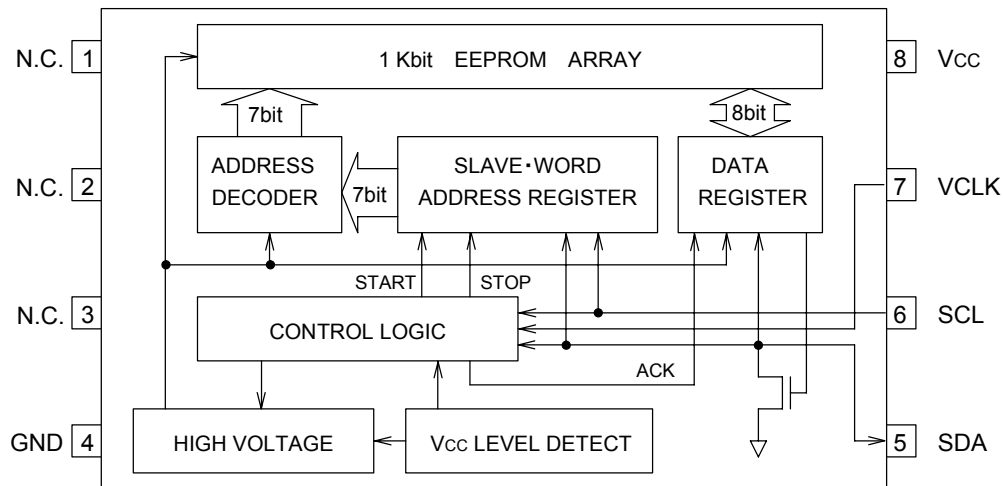 N.C. 1
1 Kbit EEPROM ARRAY
8 VCC
7bit
8bit
N.C. 2
ADDRESS
DECODER
7bit
SLAVE・WORD
ADDRESS REGISTER
DATA
REGISTER
7 VCLK
START
STOP
N.C. 3
CONTROL LOGIC
6 SCL
ACK
GND 4
HIGH VOLTAGE
VCC LEVEL DETECT
5 SDA